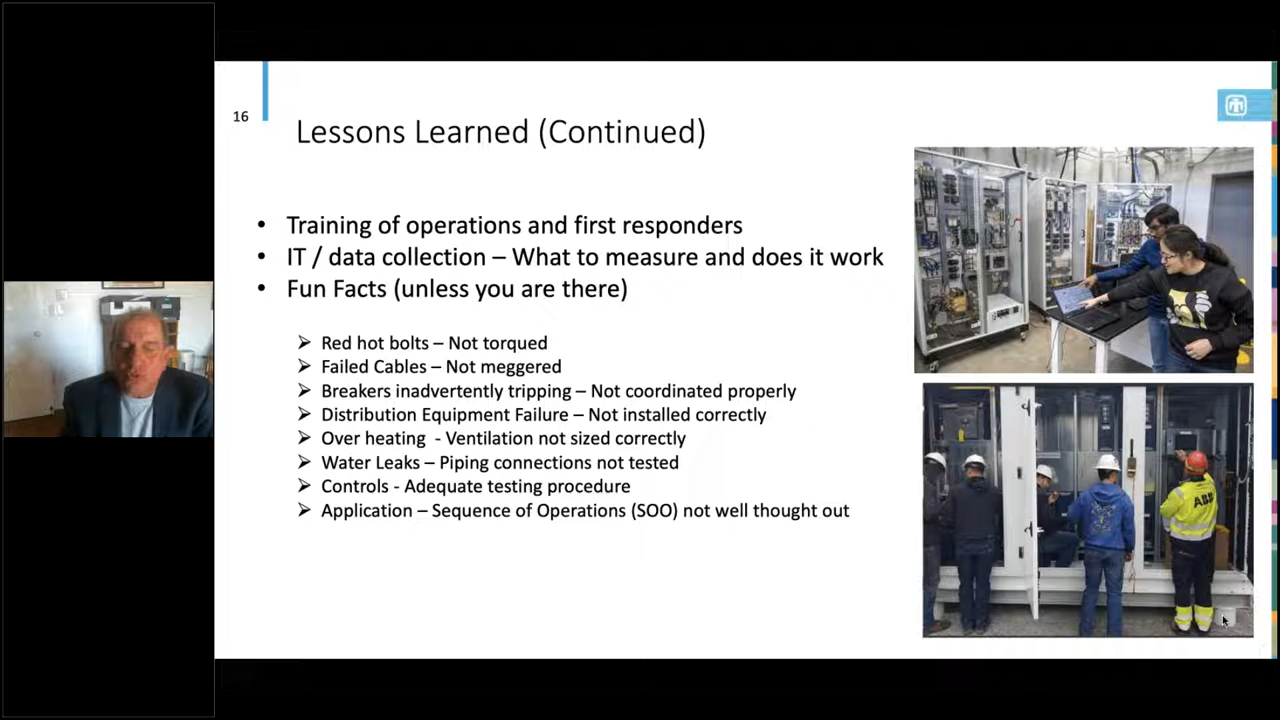 16
Lessons Learned (Continued)
• Training of operations and first responders
• IT / data collection – What to measure and does it work
• Fun Facts (unless you are there)
➢ Red hot bolts – Not torqued
➢ Failed Cables – Not meggered
➢ Breakers inadvertently tripping – Not coordinated properly
➢ Distribution Equipment Failure – Not installed correctly
➢ Over heating - Ventilation not sized correctly
➢ Water Leaks – Piping connections not tested
➢ Controls - Adequate testing procedure
➢ Application – Sequence of Operations (SOO) not well thought out
ABB